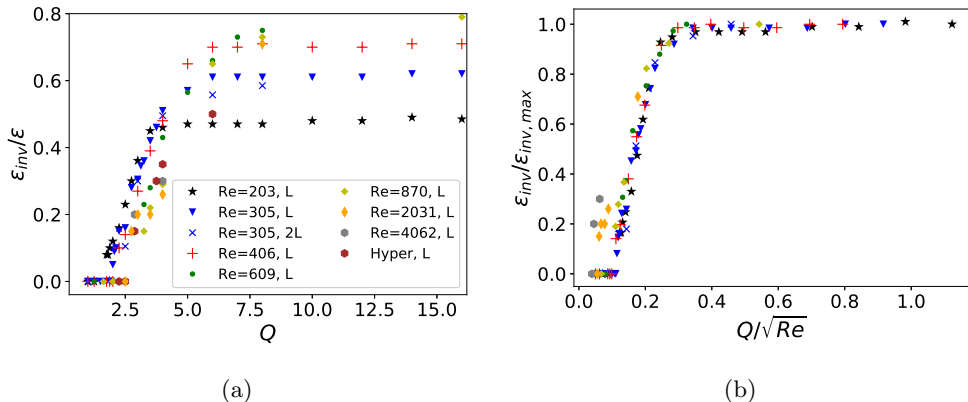 ε_inv/ε
0.8
0.6
0.4
0.2
0.0
2.5 5.0 7.5 10.0 12.5 15.0
Q
Re=203, L
Re=305, L
Re=305, 2L
Re=406, L
Re=609, L
Re=870, L
Re=2031, L
Re=4062, L
Hyper, L
(a)
ε_inv/ε_inv, max
1.0
0.8
0.6
0.4
0.2
0.0
0.0 0.2 0.4 0.6 0.8 1.0
Q/√Re
(b)